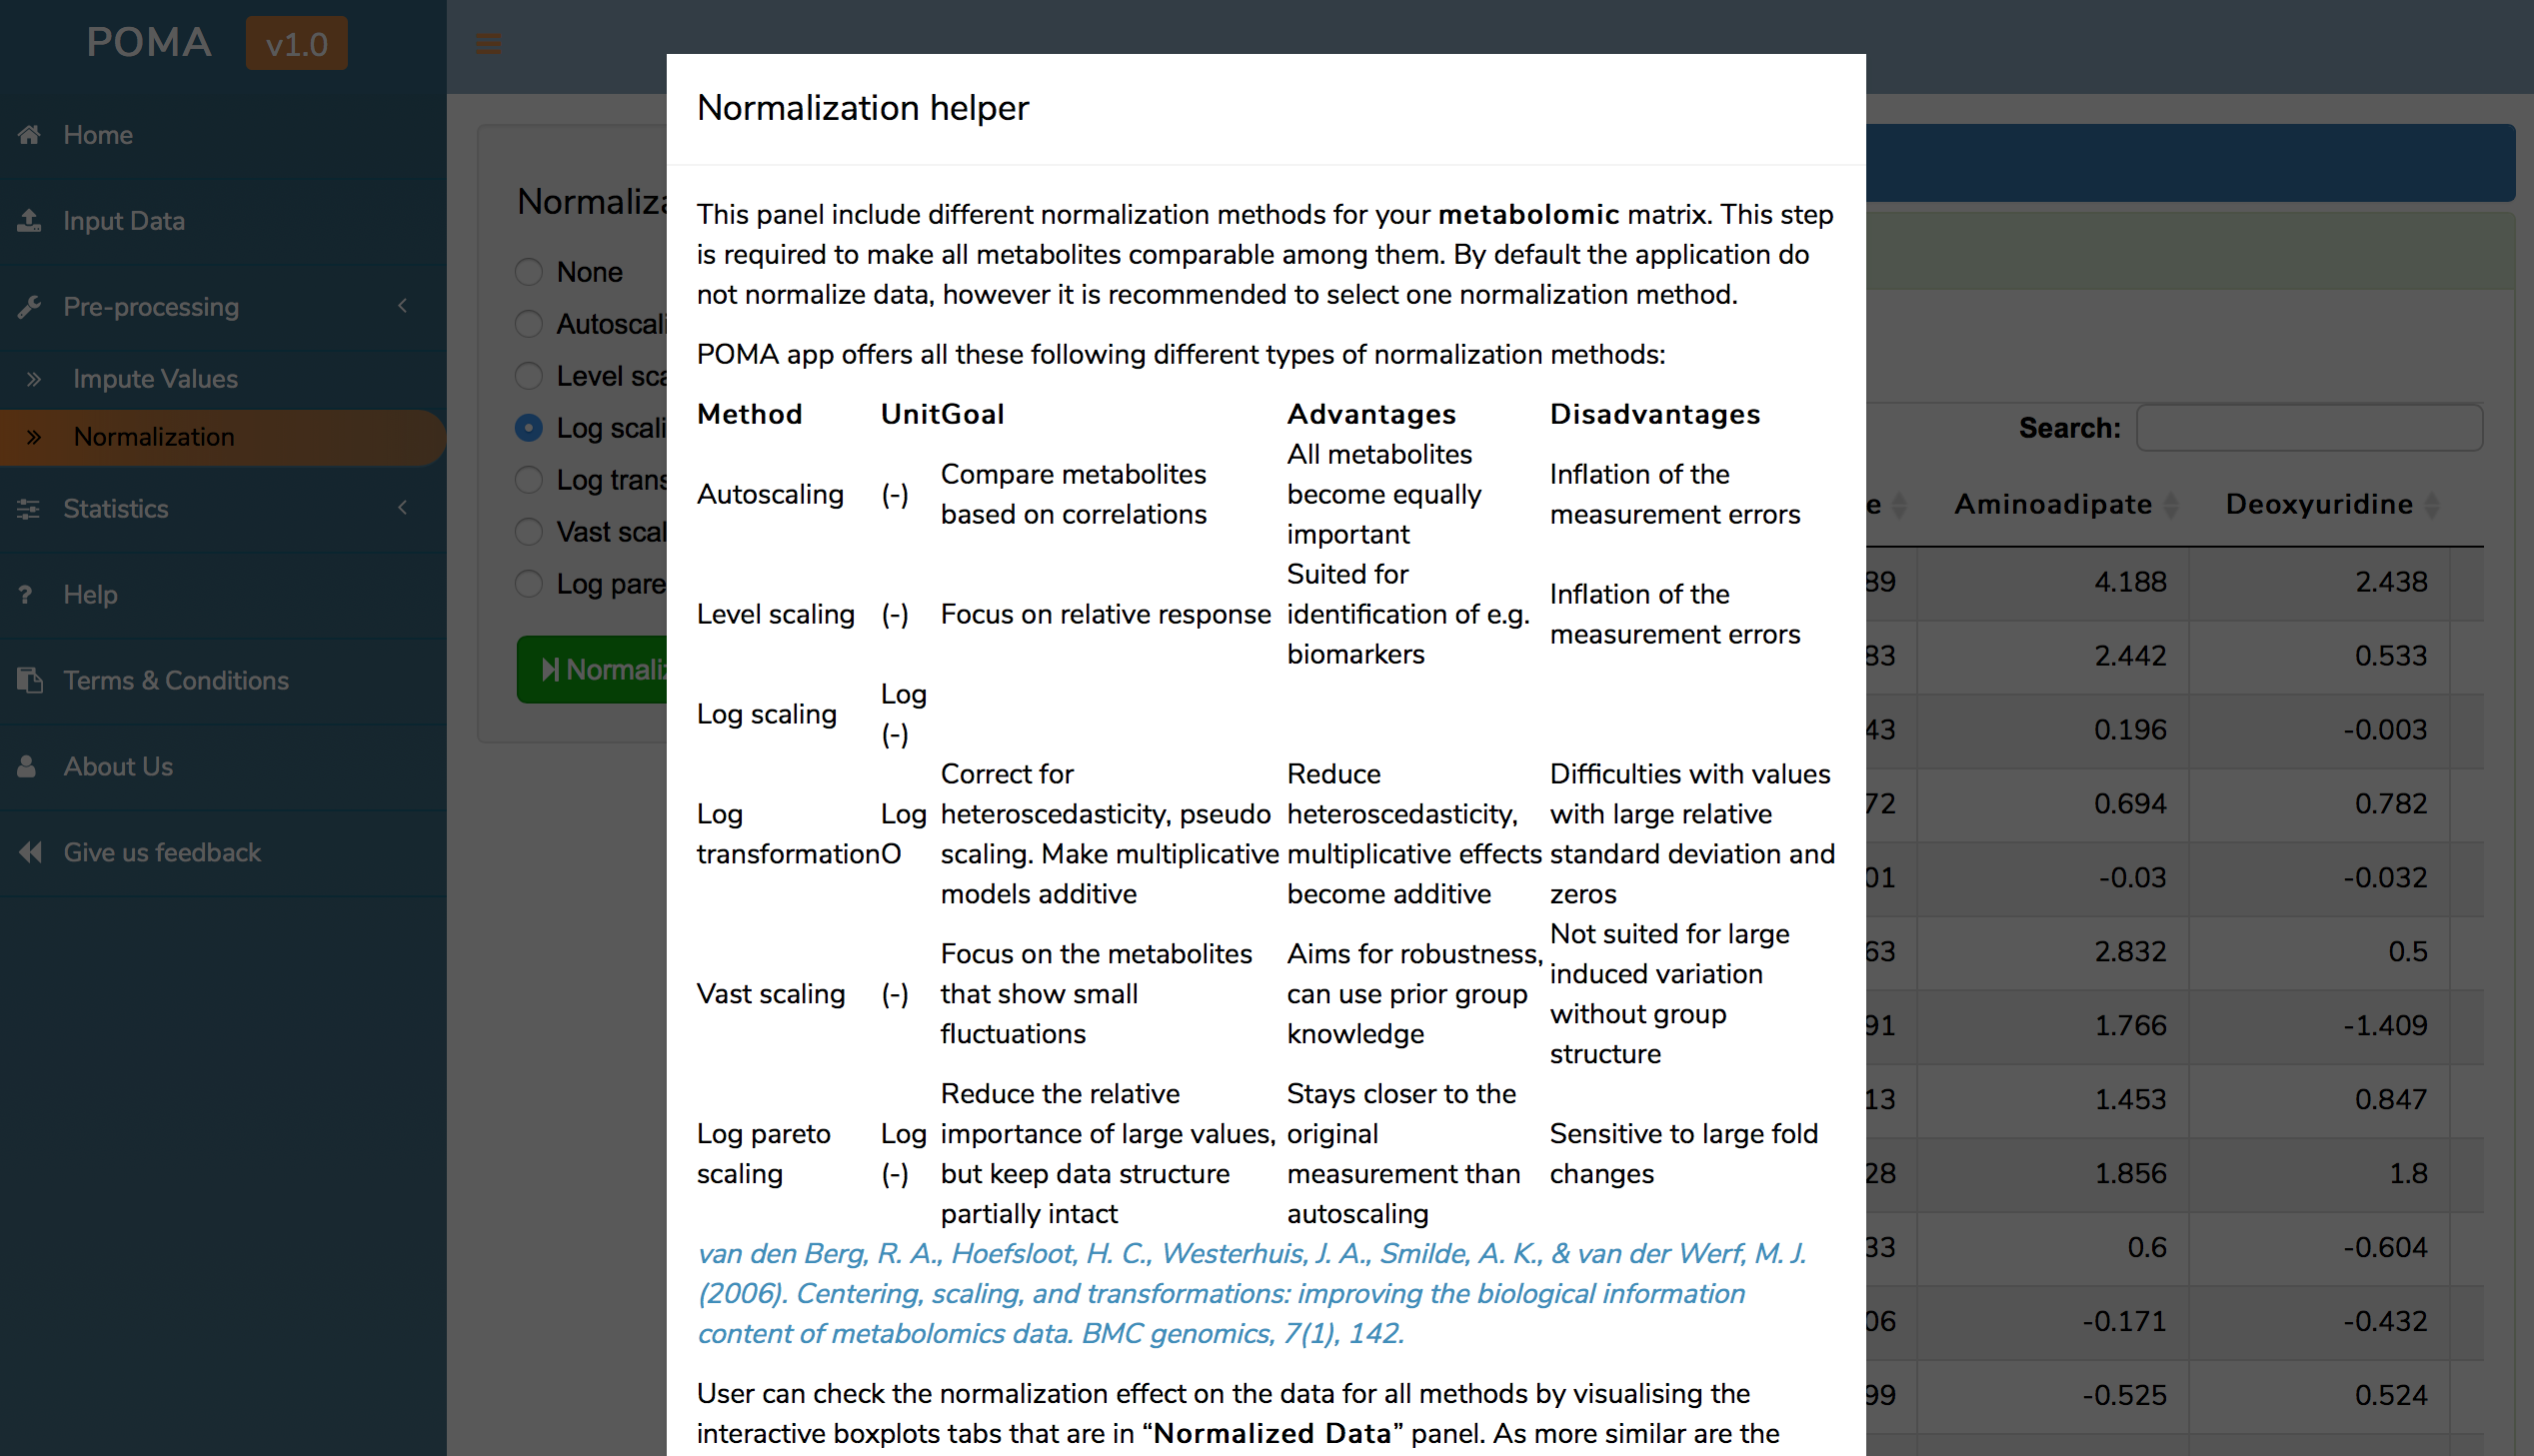 POMA v1.0
Home
Input Data
Pre-processing
Impute Values
Normalization
Statistics
Help
Terms & Conditions
About Us
Give us feedback
None
Log
Normalization helper
This panel include different normalization methods for your metabolomic matrix. This step
is required to make all metabolites comparable among them. By default the application do
not normalize data, however it is recommended to select one normalization method.
POMA app offers all these following different types of normalization methods:
Method Unit Goal Advantages Disadvantages
Autoscaling (-) Compare metabolites based on correlations All metabolites become equally important Inflation of the measurement errors
Level scaling (-) Focus on relative response Suited for identification of e.g. biomarkers Inflation of the measurement errors
Log scaling Log (-)
Log transformation Log O Correct for heteroscedasticity, pseudo scaling. Make multiplicative models additive Reduce heteroscedasticity, multiplicative effects become additive Difficulties with values with large relative standard deviation and zeros
Vast scaling (-) Focus on the metabolites that show small fluctuations Aims for robustness, can use prior group knowledge Not suited for large induced variation without group structure
Log pareto scaling Log (-) Reduce the relative importance of large values, but keep data structure partially intact Stays closer to the original measurement than autoscaling Sensitive to large fold changes
van den Berg, R. A., Hoefsloot, H. C., Westerhuis, J. A., Smilde, A. K., & van der Werf, M. J.
(2006). Centering, scaling, and transformations: improving the biological information
content of metabolomics data. BMC genomics, 7(1), 142.
User can check the normalization effect on the data for all methods by visualising the
interactive boxplots tabs that are in “Normalized Data” panel. As more similar are the
Search:
e Aminoadipate Deoxyuridine
89 4.188 2.438
83 2.442 0.533
43 0.196 -0.003
72 0.694 0.782
01 -0.03 -0.032
63 2.832 0.5
91 1.766 -1.409
13 1.453 0.847
28 1.856 1.8
33 0.6 -0.604
06 -0.171 -0.432
99 -0.525 0.524